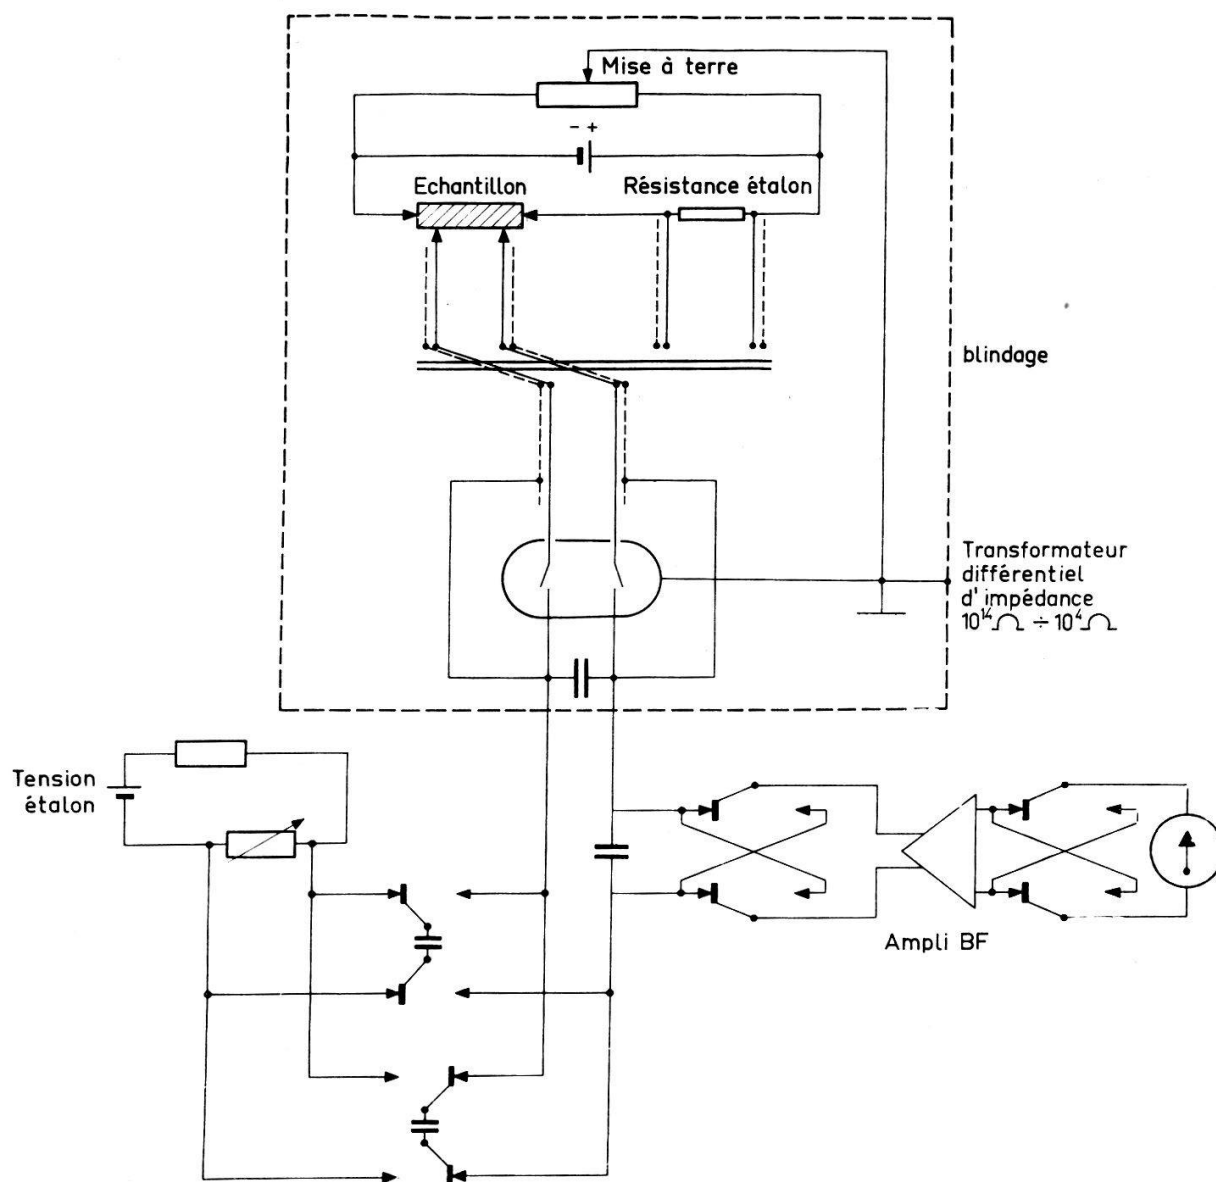 Mise à terre
- +
Echantillon
Résistance étalon
blindage
Transformateur
différentiel
d'impédance
10¹⁴Ω ÷ 10⁴Ω
Tension
étalon
Ampli BF